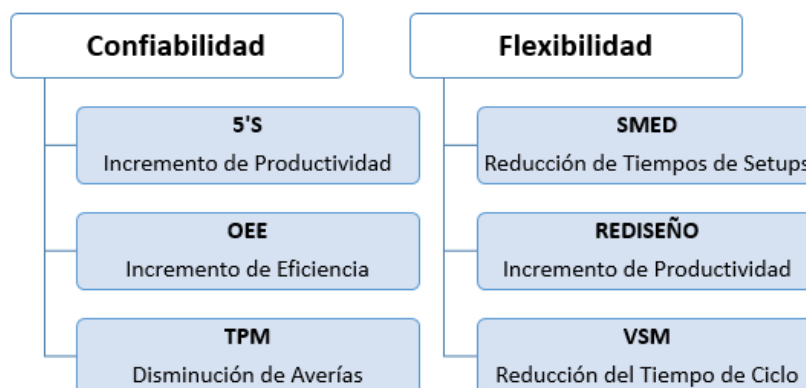 Confiabilidad
5'S
Incremento de Productividad
OEE
Incremento de Eficiencia
TPM
Disminución de Averías
Flexibilidad
SMED
Reducción de Tiempos de Setups
REDISEÑO
Incremento de Productividad
VSM
Reducción del Tiempo de Ciclo